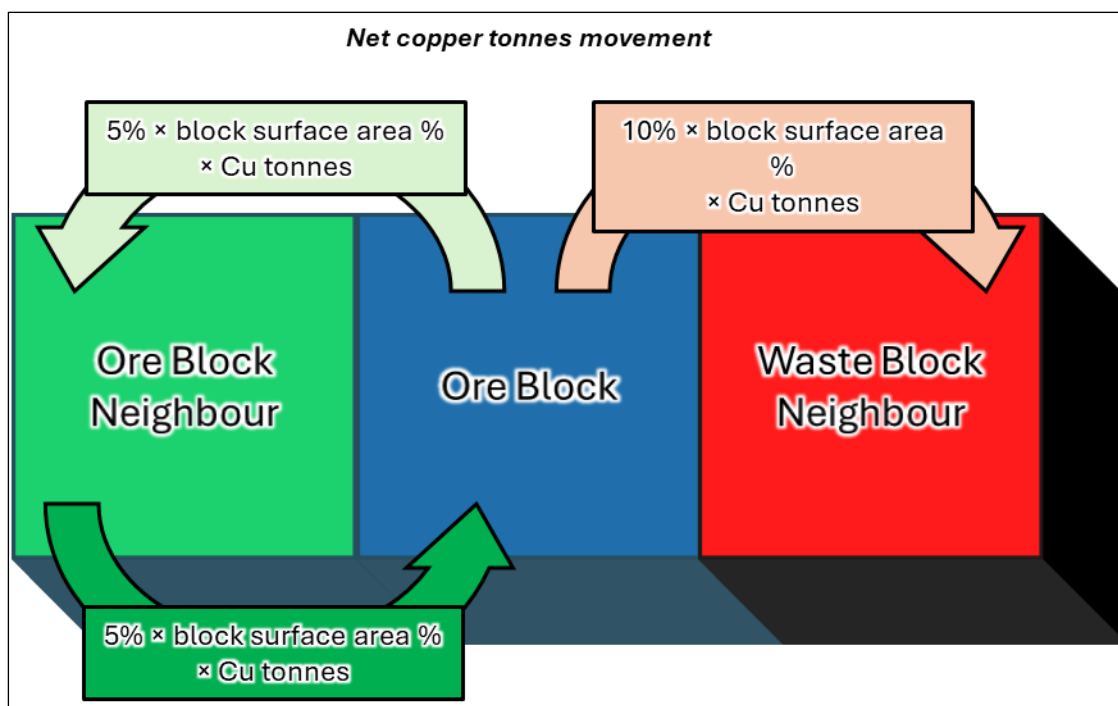 Net copper tonnes movement
5% × block surface area %
× Cu tonnes
10% × block surface area
%
× Cu tonnes
Ore Block
Neighbour
Ore Block
Waste Block
Neighbour
5% × block surface area %
× Cu tonnes